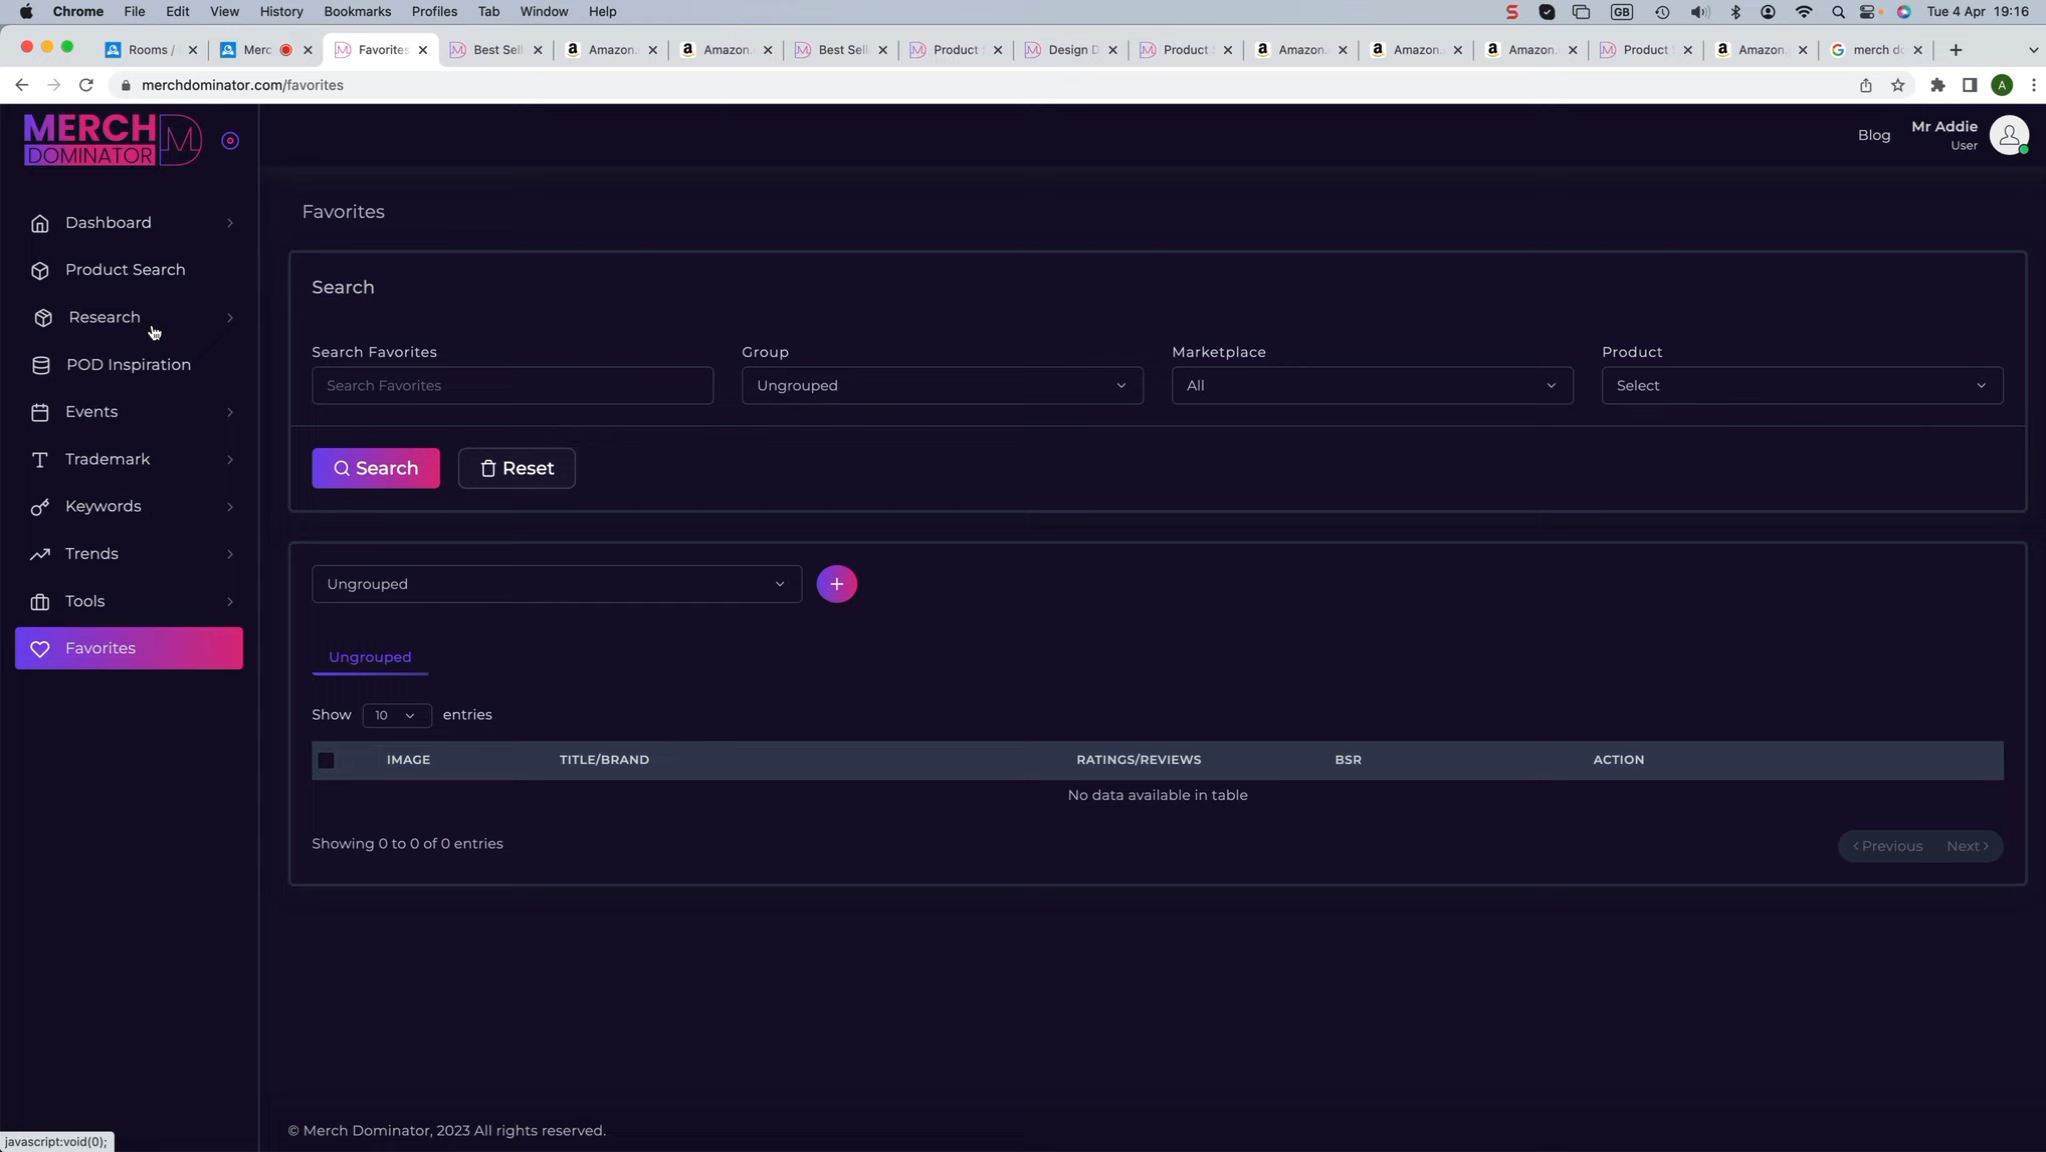 Chrome File Edit View History Bookmarks Profiles Tab Window Help S GB Tue 4 Apr 19:16
Rooms / Merc Favorites Best Sell Amazon. Amazon. Best Sell Product Design D Product Amazon. Amazon. Amazon. Product Amazon. merch do
merchdominator.com/favorites A
MERCH
DOMINATOR
Blog
Mr Addie
User
Dashboard
Product Search
Research
POD Inspiration
Events
Trademark
Keywords
Trends
Tools
Favorites
Favorites
Search
Search Favorites Group Marketplace Product
Search Favorites Ungrouped All Select
Search Reset
Ungrouped +
Ungrouped
Show 10 entries
IMAGE TITLE/BRAND RATINGS/REVIEWS BSR ACTION
No data available in table
Showing 0 to 0 of 0 entries
Previous Next
© Merch Dominator, 2023 All rights reserved.
javascript:void(0);